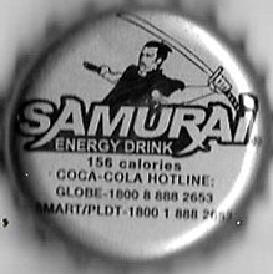 SAMURAI
ENERGY DRINK
156 calories
COCA-COLA HOTLINE:
GLOBE-1800 8 888 2653
SMART/PLDT-1800 1 888